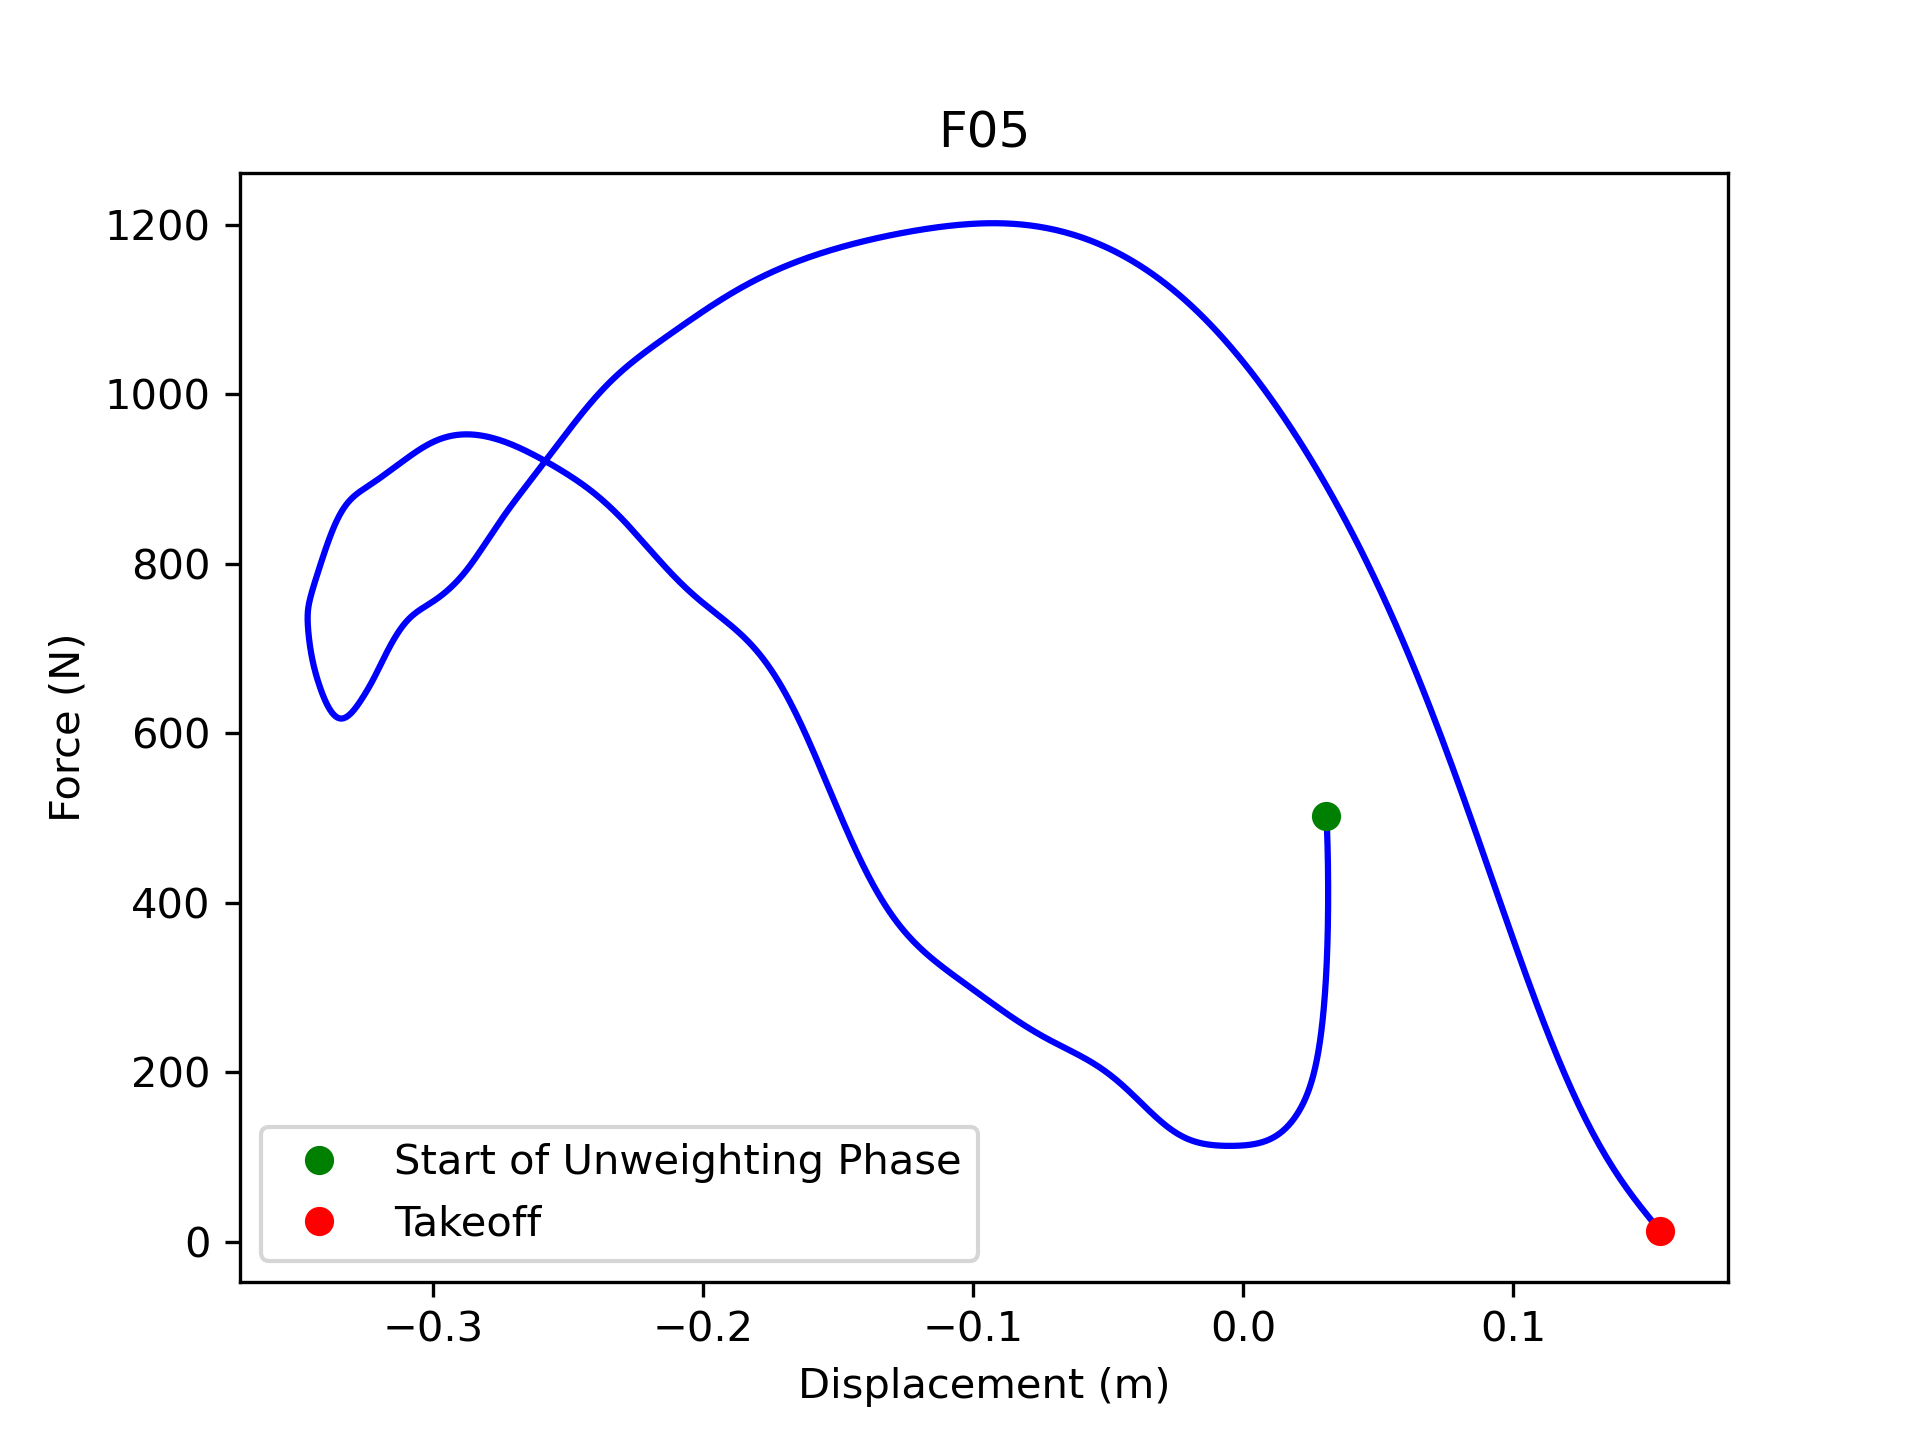 F05
1200
1000
800
600
400
200
0
Force (N)
Start of Unweighting Phase
Takeoff
−0.3 −0.2 −0.1 0.0 0.1
Displacement (m)